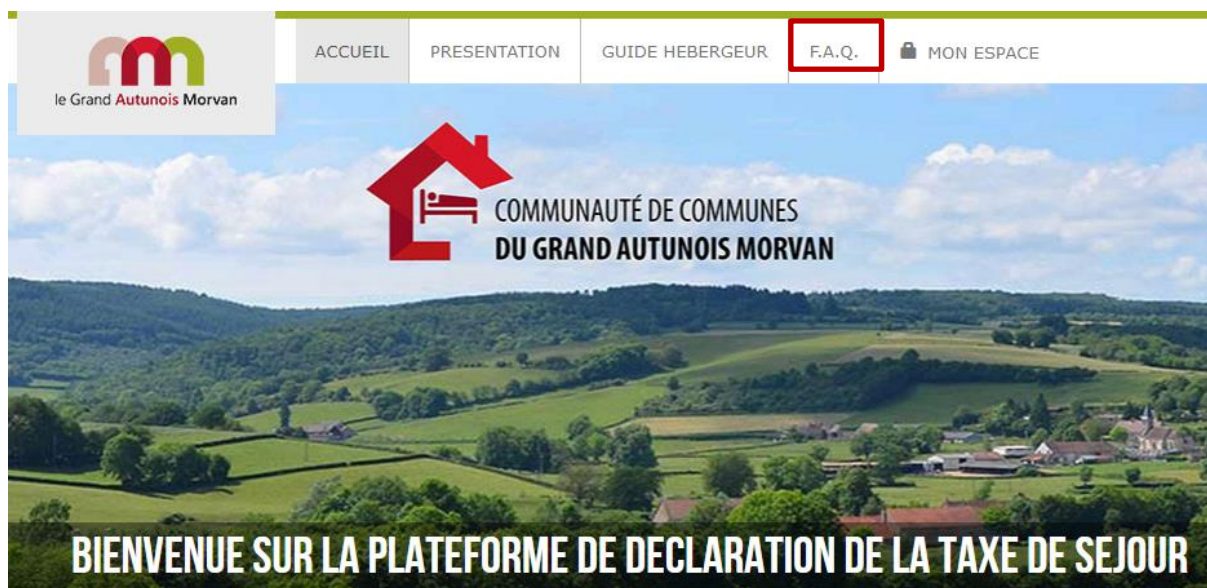 le Grand Autunois Morvan
ACCUEIL
PRESENTATION
GUIDE HEBERGEUR
F.A.Q.
MON ESPACE
COMMUNAUTÉ DE COMMUNES
DU GRAND AUTUNOIS MORVAN
BIENVENUE SUR LA PLATEFORME DE DECLARATION DE LA TAXE DE SEJOUR